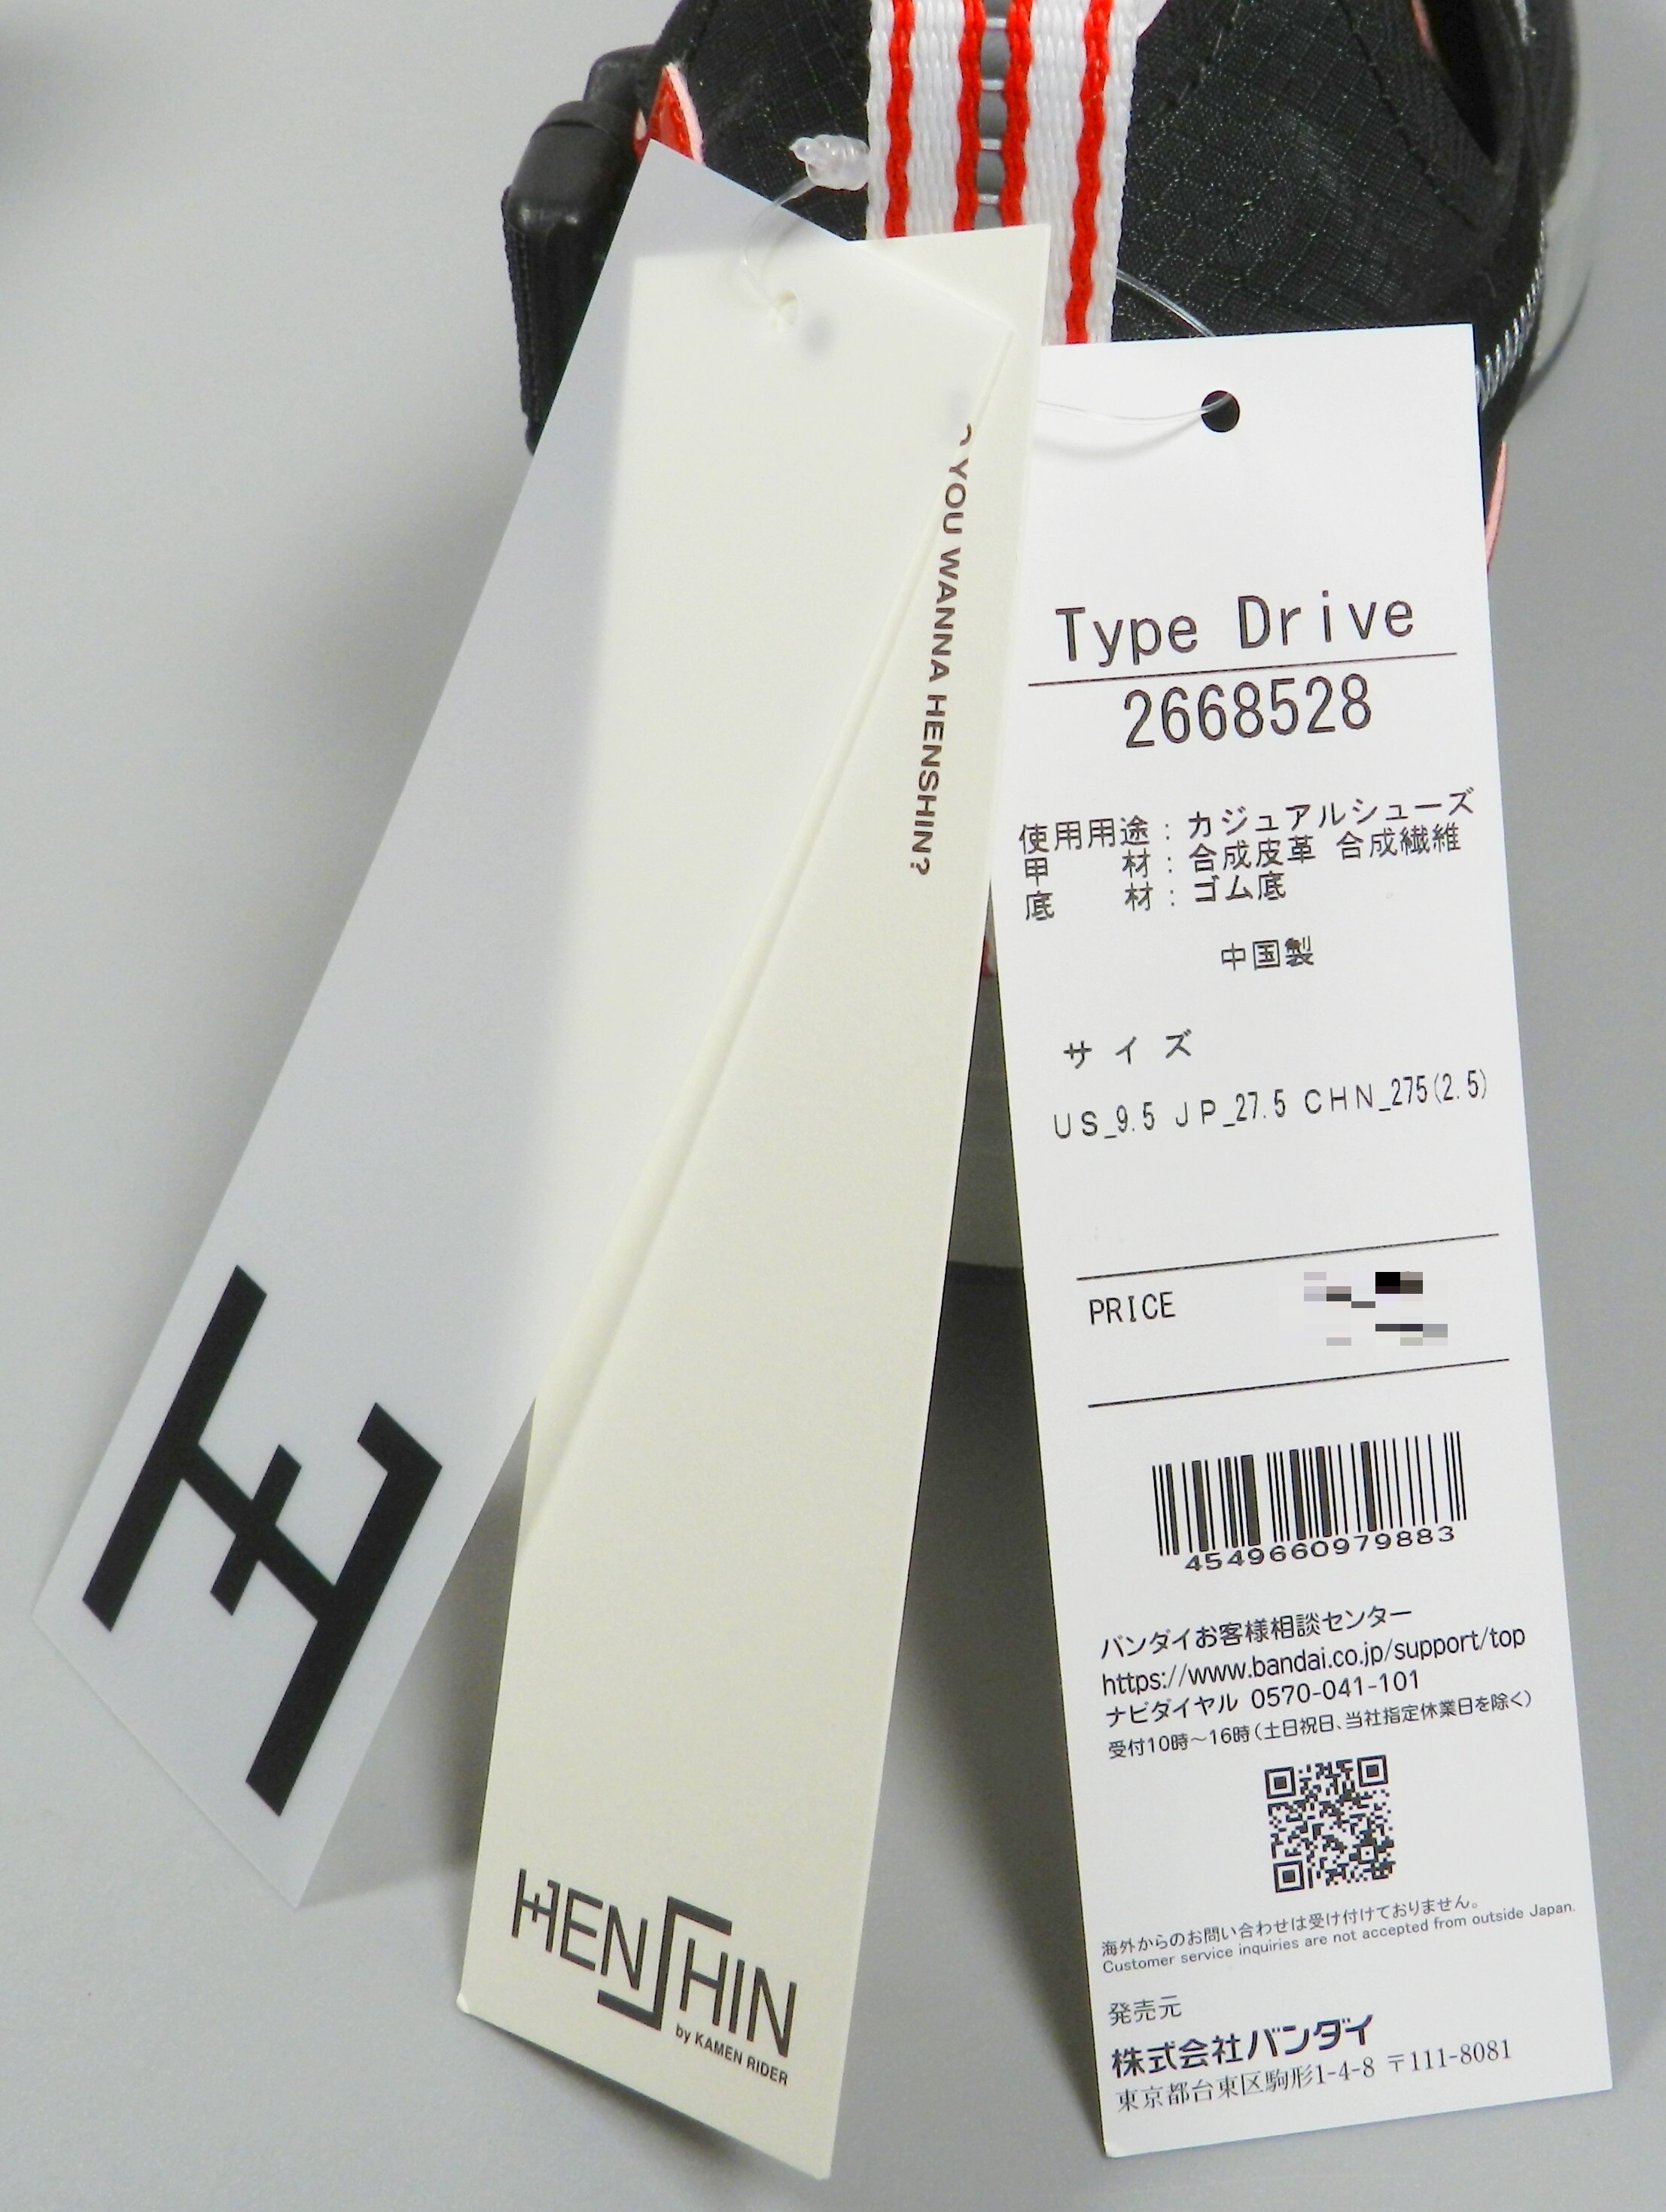 YOU WANNA HENSHIN?
HENSHIN
by KAMEN RIDER
Type Drive
2668528
使用用途：カジュアルシューズ
甲　　材：合成皮革 合成繊維
底　　材：ゴム底
中国製
サイズ
US_9.5 JP_27.5 CHN_275(2.5)
PRICE
4549660979883
バンダイお客様相談センター
https://www.bandai.co.jp/support/top
ナビダイヤル 0570-041-101
受付10時～16時（土日祝日、当社指定休業日を除く）
海外からのお問い合わせは受け付けておりません。
Customer service inquiries are not accepted from outside Japan.
発売元
株式会社バンダイ
東京都台東区駒形1-4-8 〒111-8081